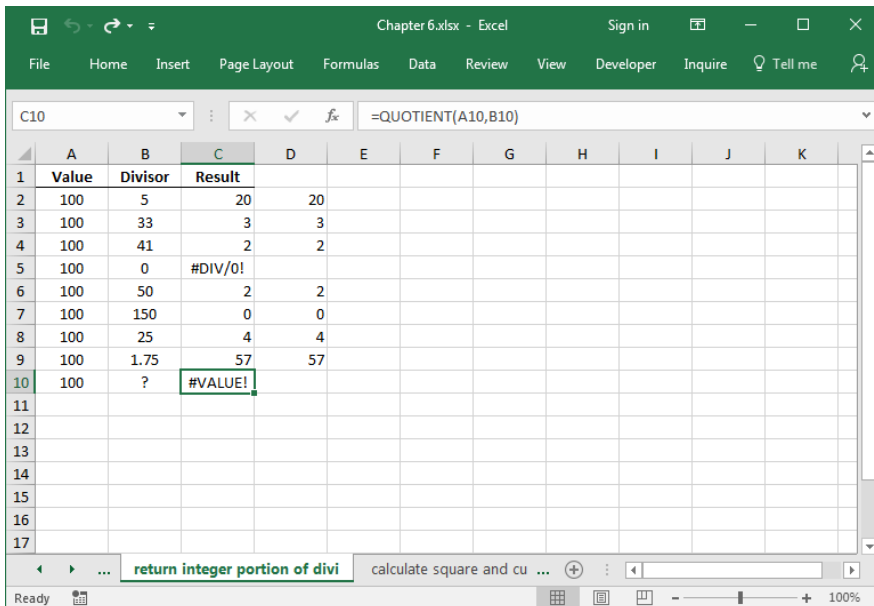 Chapter 6.xlsx - Excel Sign in
File Home Insert Page Layout Formulas Data Review View Developer Inquire Tell me
C10 fx =QUOTIENT(A10,B10)
A B C D E F G H I J K
1 Value Divisor Result
2 100 5 20 20
3 100 33 3 3
4 100 41 2 2
5 100 0 #DIV/0!
6 100 50 2 2
7 100 150 0 0
8 100 25 4 4
9 100 1.75 57 57
10 100 ? #VALUE!
11
12
13
14
15
16
17
... return integer portion of divi calculate square and cu ...
Ready 100%